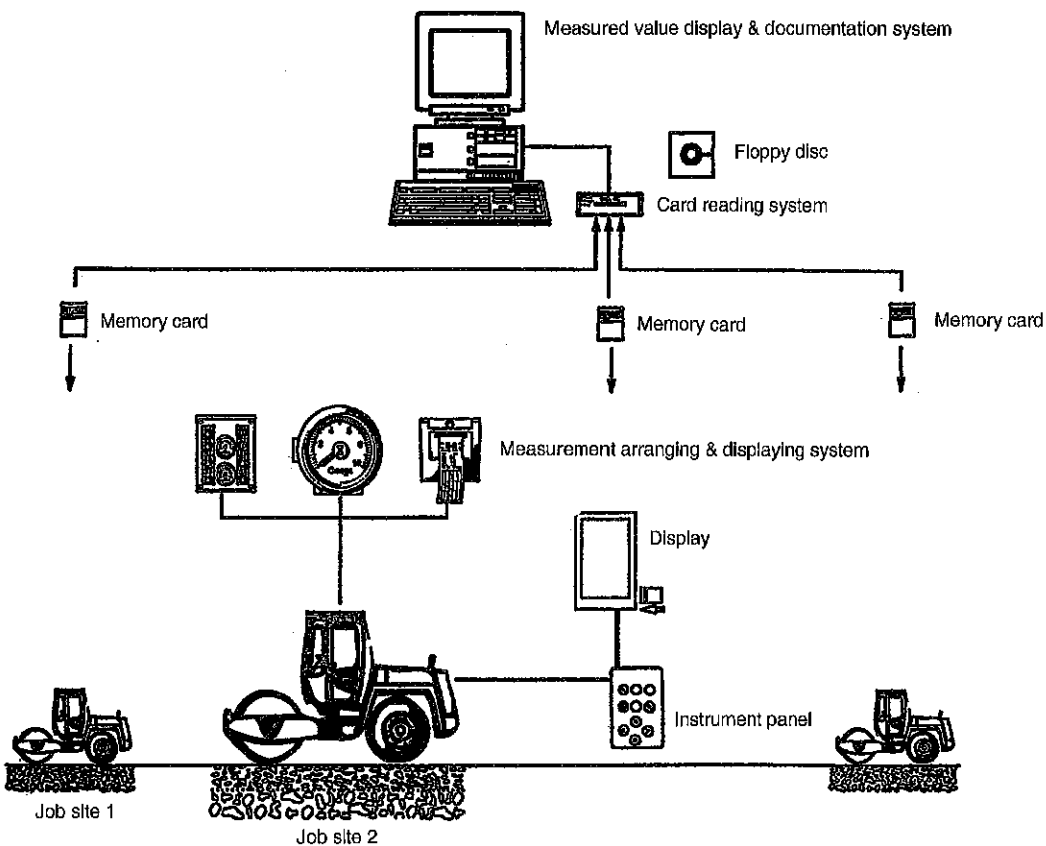 Measured value display & documentation system
Floppy disc
Card reading system
Memory card
Memory card
Memory card
Measurement arranging & displaying system
Display
Instrument panel
Job site 1
Job site 2